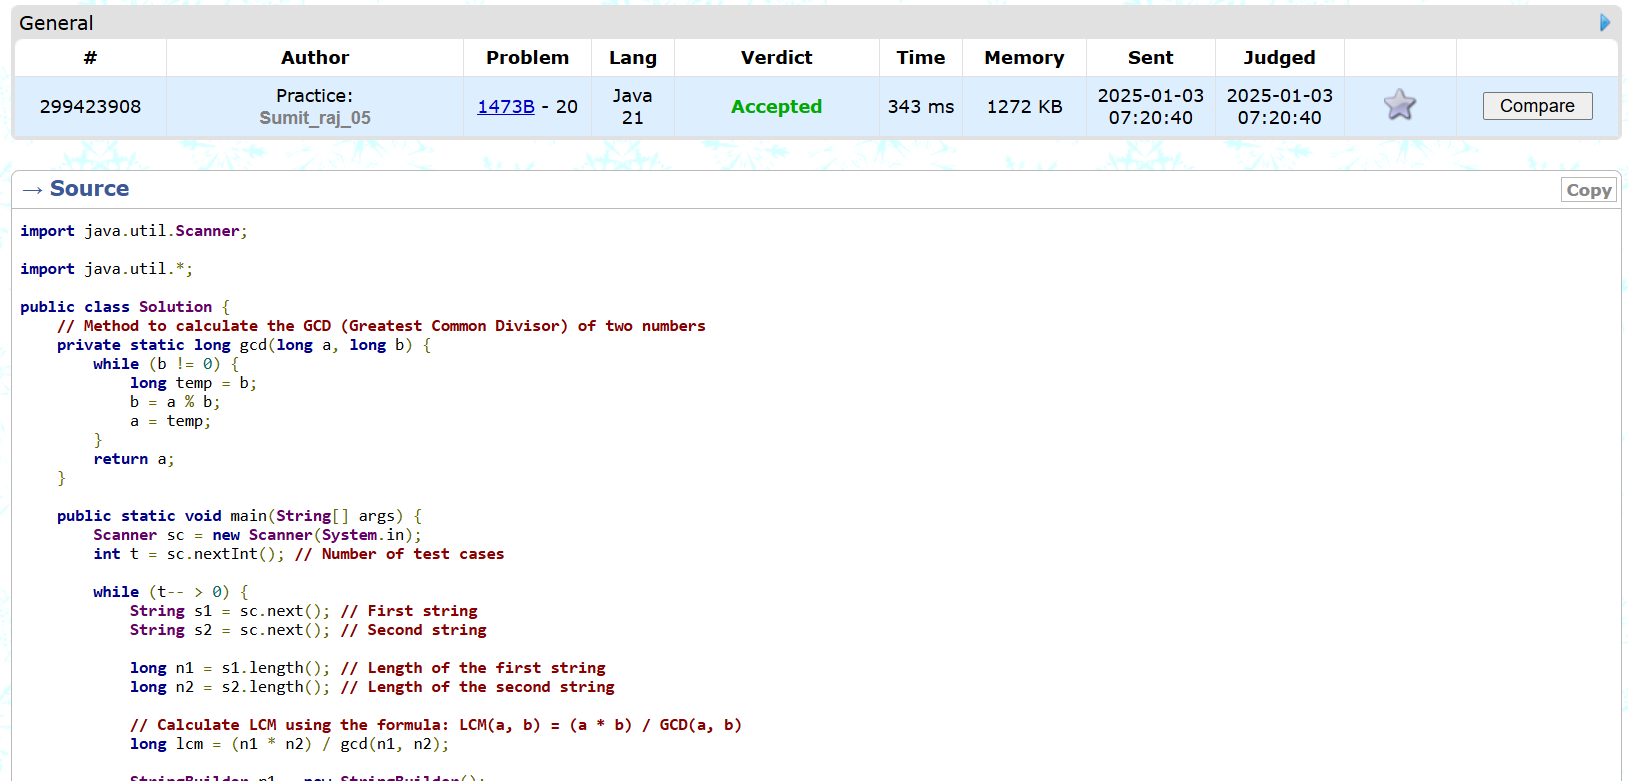 General
# Author Problem Lang Verdict Time Memory Sent Judged
299423908 Practice: Sumit_raj_05 1473B - 20 Java 21 Accepted 343 ms 1272 KB 2025-01-03 07:20:40 2025-01-03 07:20:40 Compare
→ Source
Copy
import java.util.Scanner;
import java.util.*;
public class Solution {
// Method to calculate the GCD (Greatest Common Divisor) of two numbers
private static long gcd(long a, long b) {
while (b != 0) {
long temp = b;
b = a % b;
a = temp;
}
return a;
}
public static void main(String[] args) {
Scanner sc = new Scanner(System.in);
int t = sc.nextInt(); // Number of test cases
while (t-- > 0) {
String s1 = sc.next(); // First string
String s2 = sc.next(); // Second string
long n1 = s1.length(); // Length of the first string
long n2 = s2.length(); // Length of the second string
// Calculate LCM using the formula: LCM(a, b) = (a * b) / GCD(a, b)
long lcm = (n1 * n2) / gcd(n1, n2);